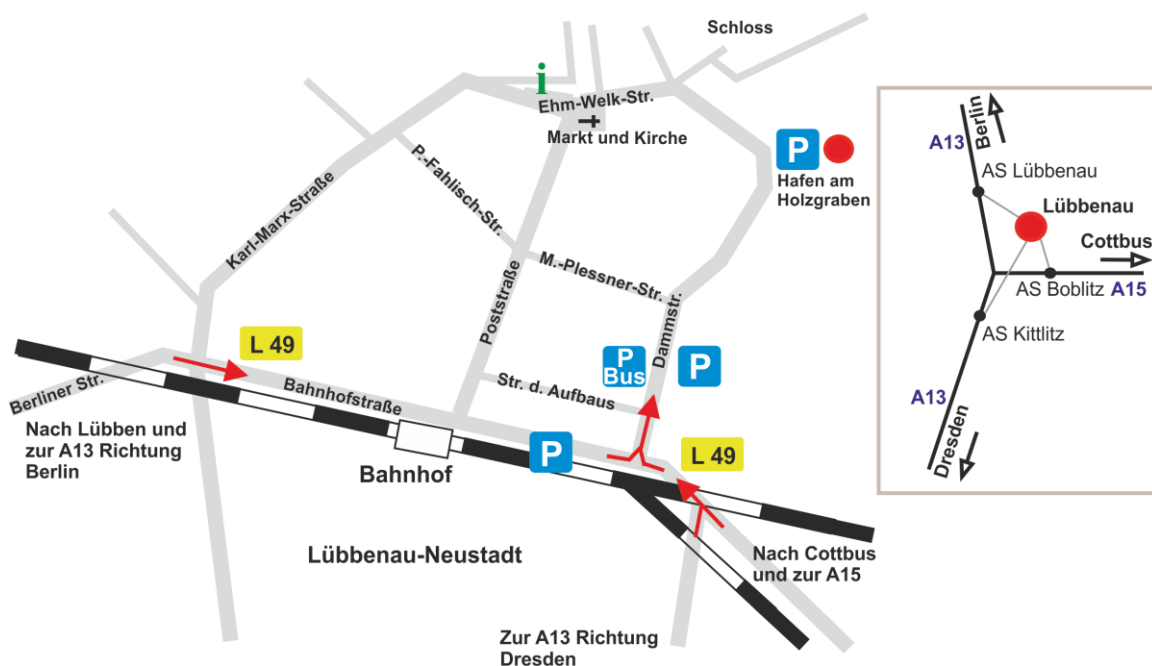 Schloss
i
Ehm-Welk-Str.
Markt und Kirche
P
Hafen am
Holzgraben
P.-Fahlisch-Str.
Karl-Marx-Straße
M.-Plessner-Str.
Poststraße
Dammstr.
L 49
P
Bus
P
Berliner Str.
Bahnhofstraße
Str. d. Aufbaus
Nach Lübben und
zur A13 Richtung
Berlin
Bahnhof
P
L 49
Lübbenau-Neustadt
Nach Cottbus
und zur A15
Zur A13 Richtung
Dresden
Berlin
A13
AS Lübbenau
Lübbenau
Cottbus
AS Boblitz
A15
AS Kittlitz
A13
Dresden